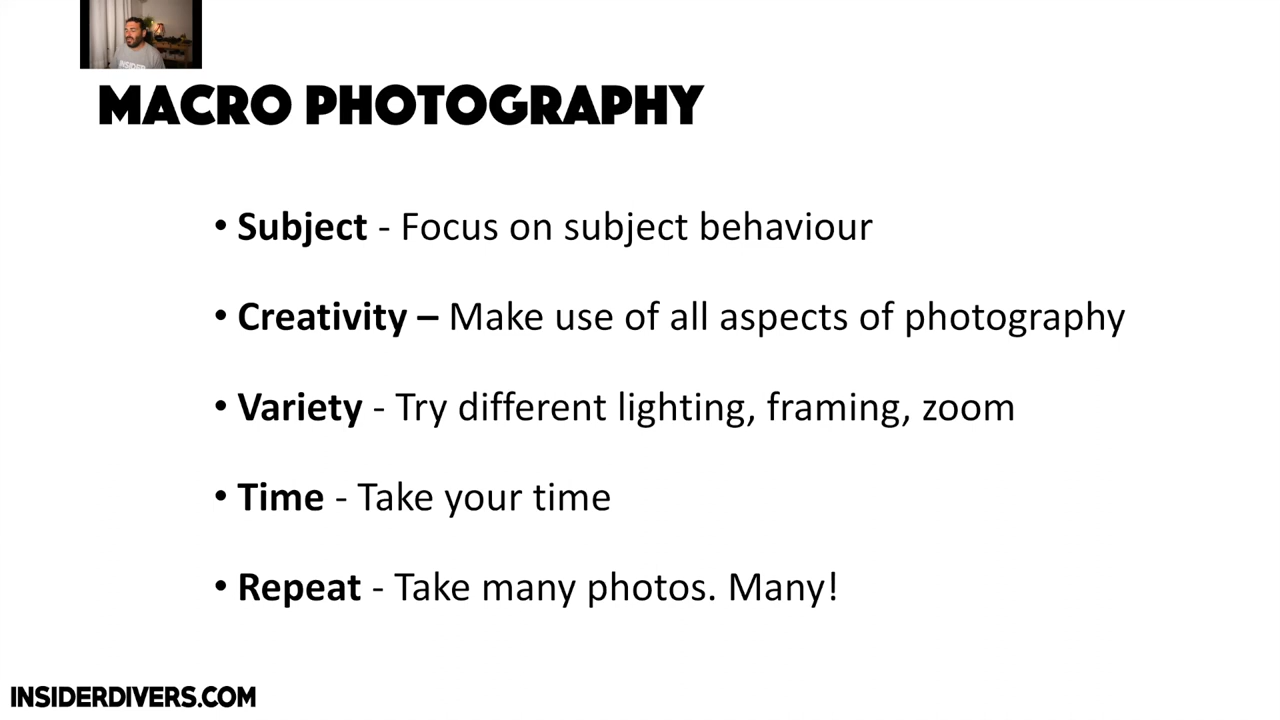 INSIDER
MACRO PHOTOGRAPHY
• Subject - Focus on subject behaviour
• Creativity – Make use of all aspects of photography
• Variety - Try different lighting, framing, zoom
• Time - Take your time
• Repeat - Take many photos. Many!
INSIDERDIVERS.COM